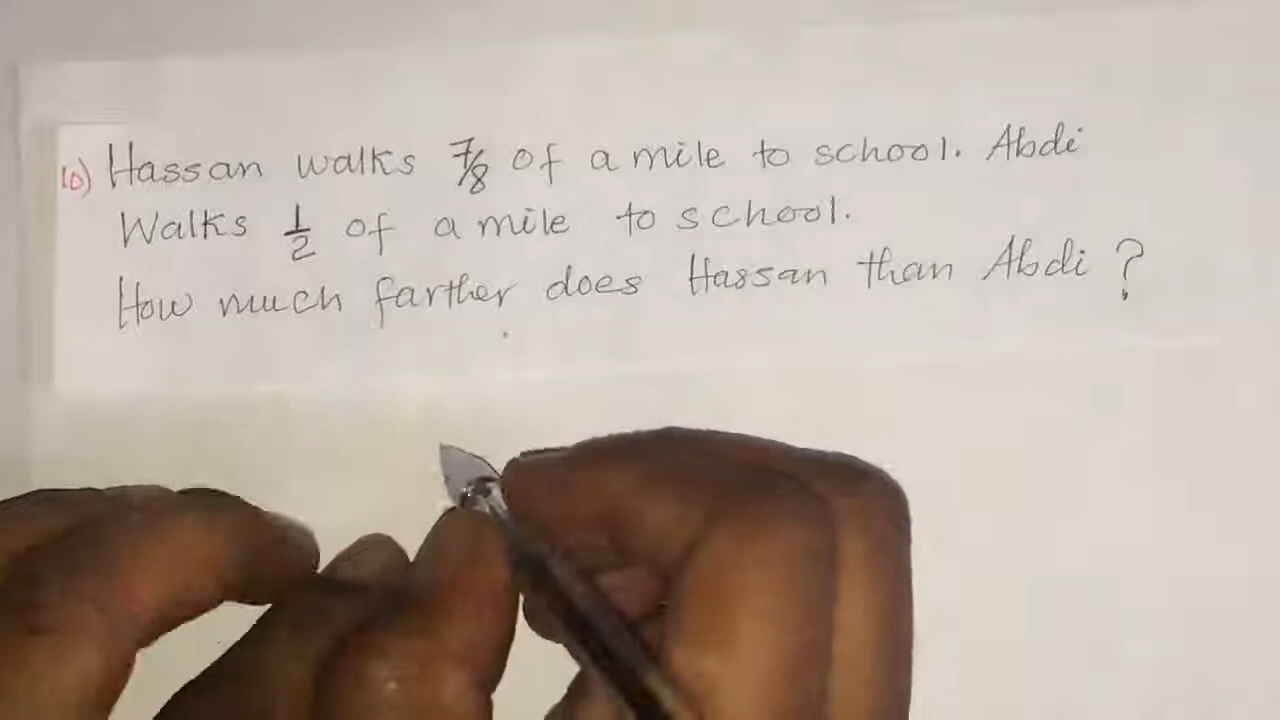 10) Hassan walks 7/8 of a mile to school. Abdi
Walks 1/2 of a mile to school.
How much farther does Hassan than Abdi ?